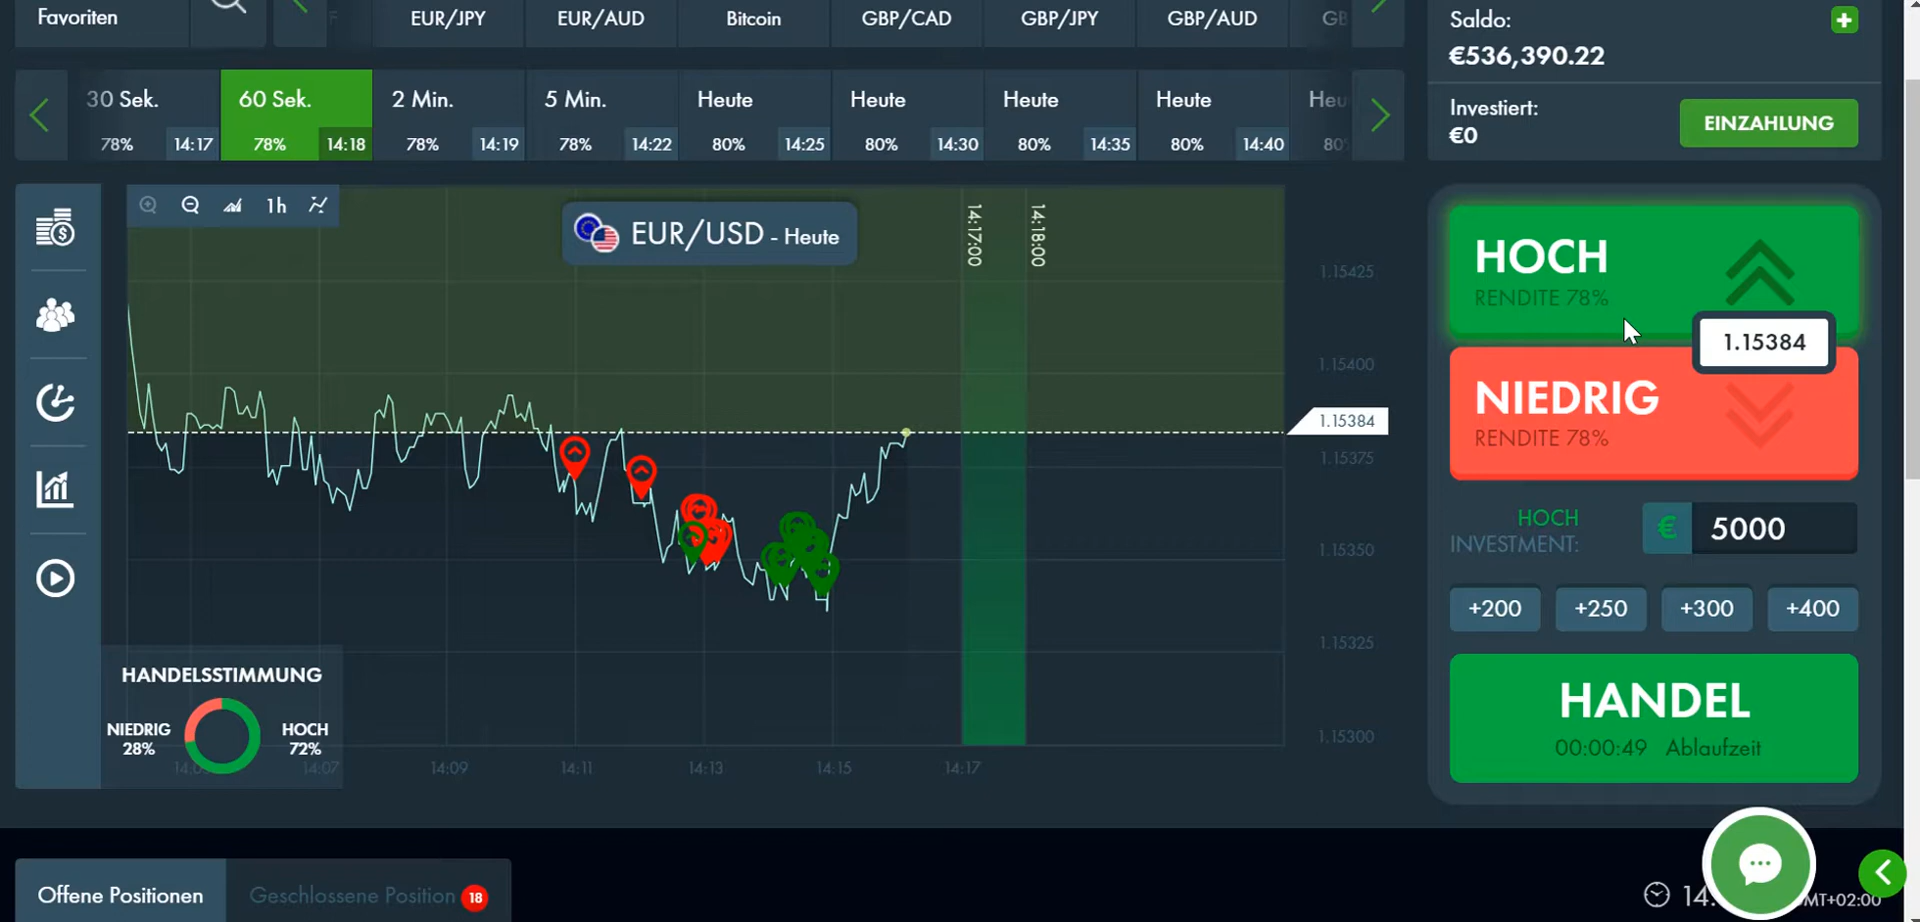 Favoriten
EUR/JPY
EUR/AUD
Bitcoin
GBP/CAD
GBP/JPY
GBP/AUD
Saldo:
€536,390.22
30 Sek.
78% 14:17
60 Sek.
78% 14:18
2 Min.
78% 14:19
5 Min.
78% 14:22
Heute
80% 14:25
Heute
80% 14:30
Heute
80% 14:35
Heute
80% 14:40
Investiert:
€0
EINZAHLUNG
1h
EUR/USD - Heute
14:17:00
14:18:00
1.15425
1.15400
1.15384
1.15375
1.15350
1.15325
1.15300
HOCH
RENDITE 78%
1.15384
NIEDRIG
RENDITE 78%
HOCH
INVESTMENT:
€ 5000
+200 +250 +300 +400
HANDEL
00:00:49 Ablaufzeit
HANDELSSTIMMUNG
NIEDRIG
28%
HOCH
72%
14:07 14:09 14:11 14:13 14:15 14:17
Offene Positionen
Geschlossene Position 18
GMT+02:00